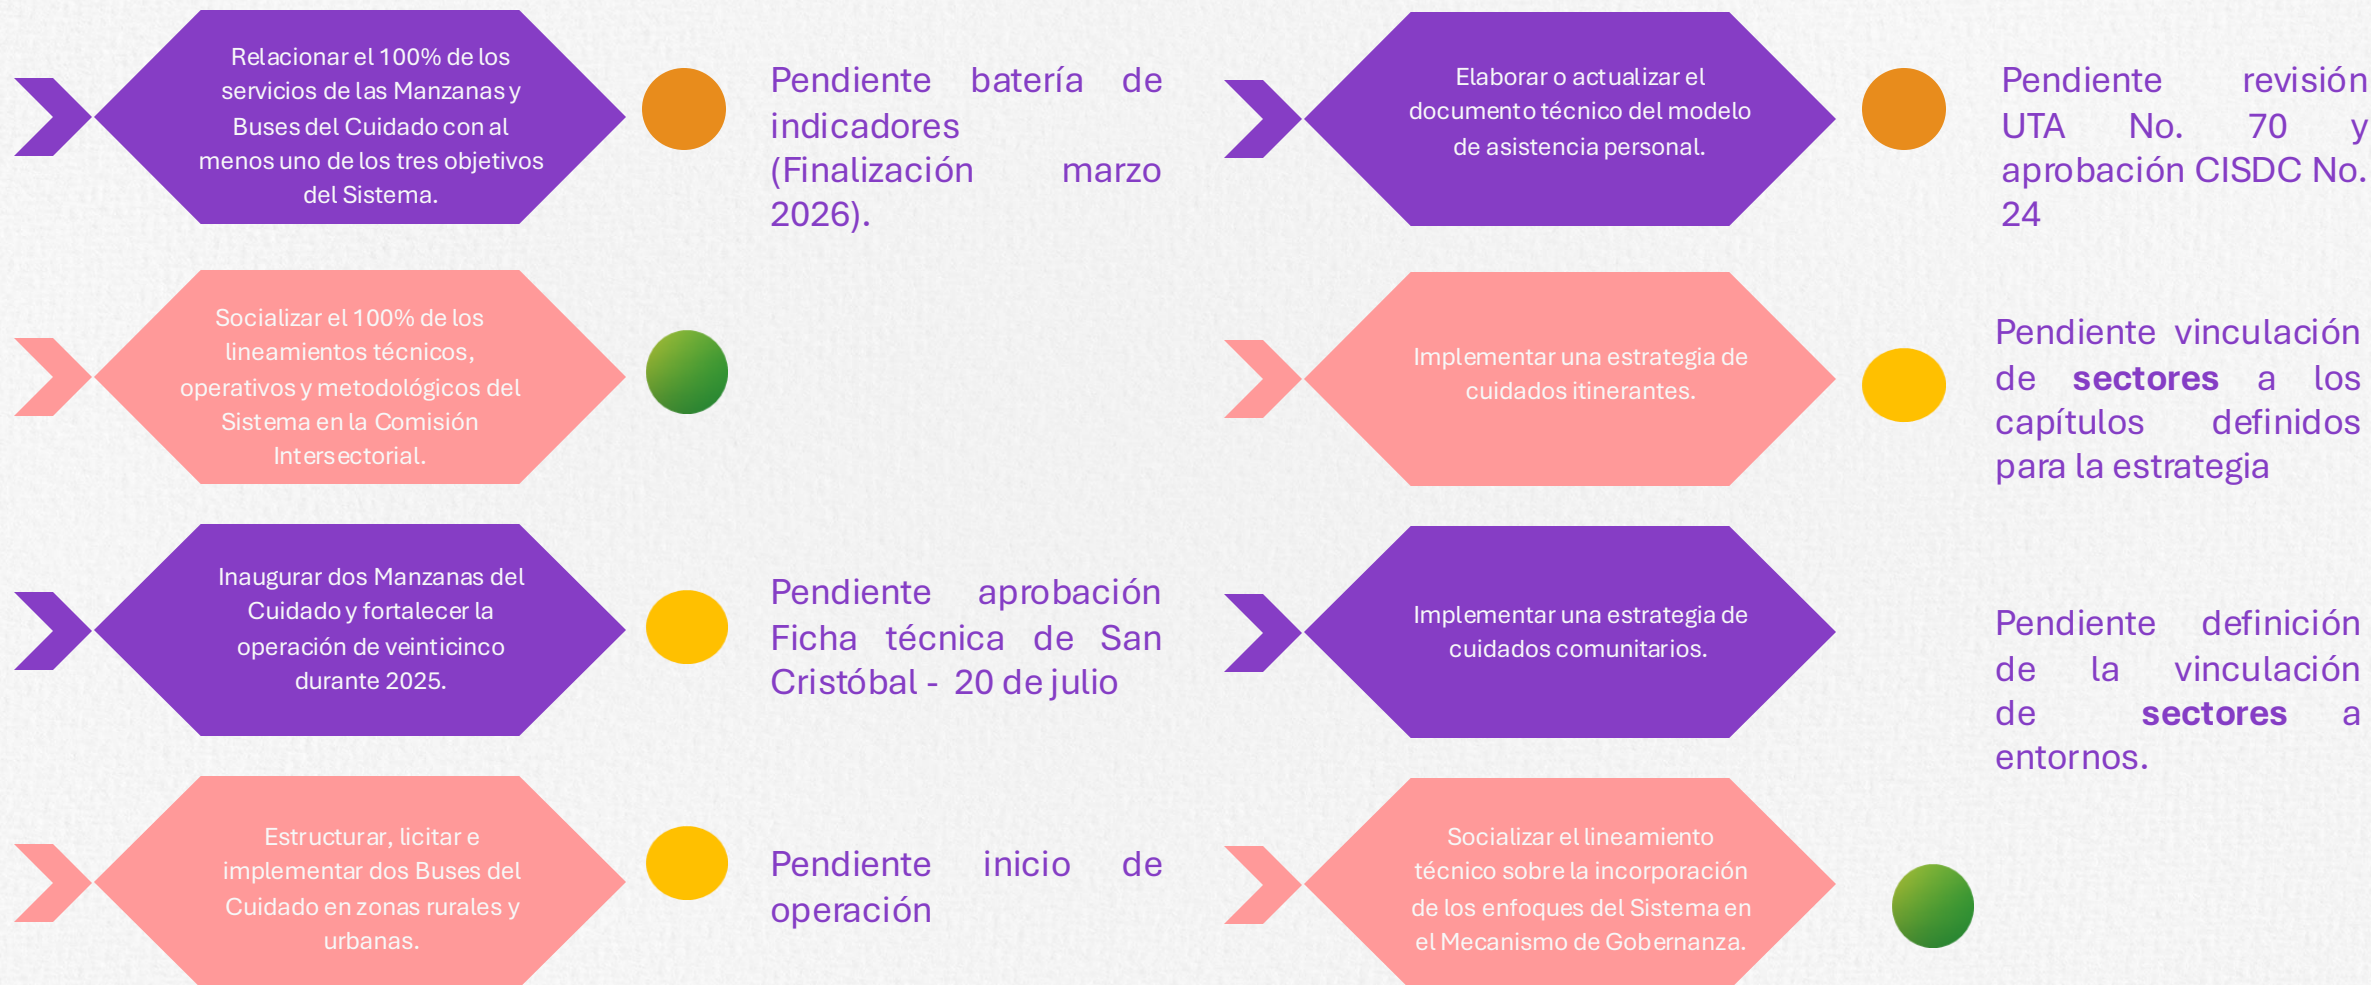 Relacionar el 100% de los
servicios de las Manzanas y
Buses del Cuidado con al
menos uno de los tres objetivos
del Sistema.
Pendiente batería de
indicadores
(Finalización marzo
2026).
Socializar el 100% de los
lineamientos técnicos,
operativos y metodológicos del
Sistema en la Comisión
Intersectorial.
Inaugurar dos Manzanas del
Cuidado y fortalecer la
operación de veinticinco
durante 2025.
Pendiente aprobación
Ficha técnica de San
Cristóbal - 20 de julio
Estructurar, licitar e
implementar dos Buses del
Cuidado en zonas rurales y
urbanas.
Pendiente inicio de
operación
Elaborar o actualizar el
documento técnico del modelo
de asistencia personal.
Pendiente revisión
UTA No. 70 y
aprobación CISDC No.
24
Implementar una estrategia de
cuidados itinerantes.
Pendiente vinculación
de sectores a los
capítulos definidos
para la estrategia
Implementar una estrategia de
cuidados comunitarios.
Pendiente definición
de la vinculación
de sectores a
entornos.
Socializar el lineamiento
técnico sobre la incorporación
de los enfoques del Sistema en
el Mecanismo de Gobernanza.